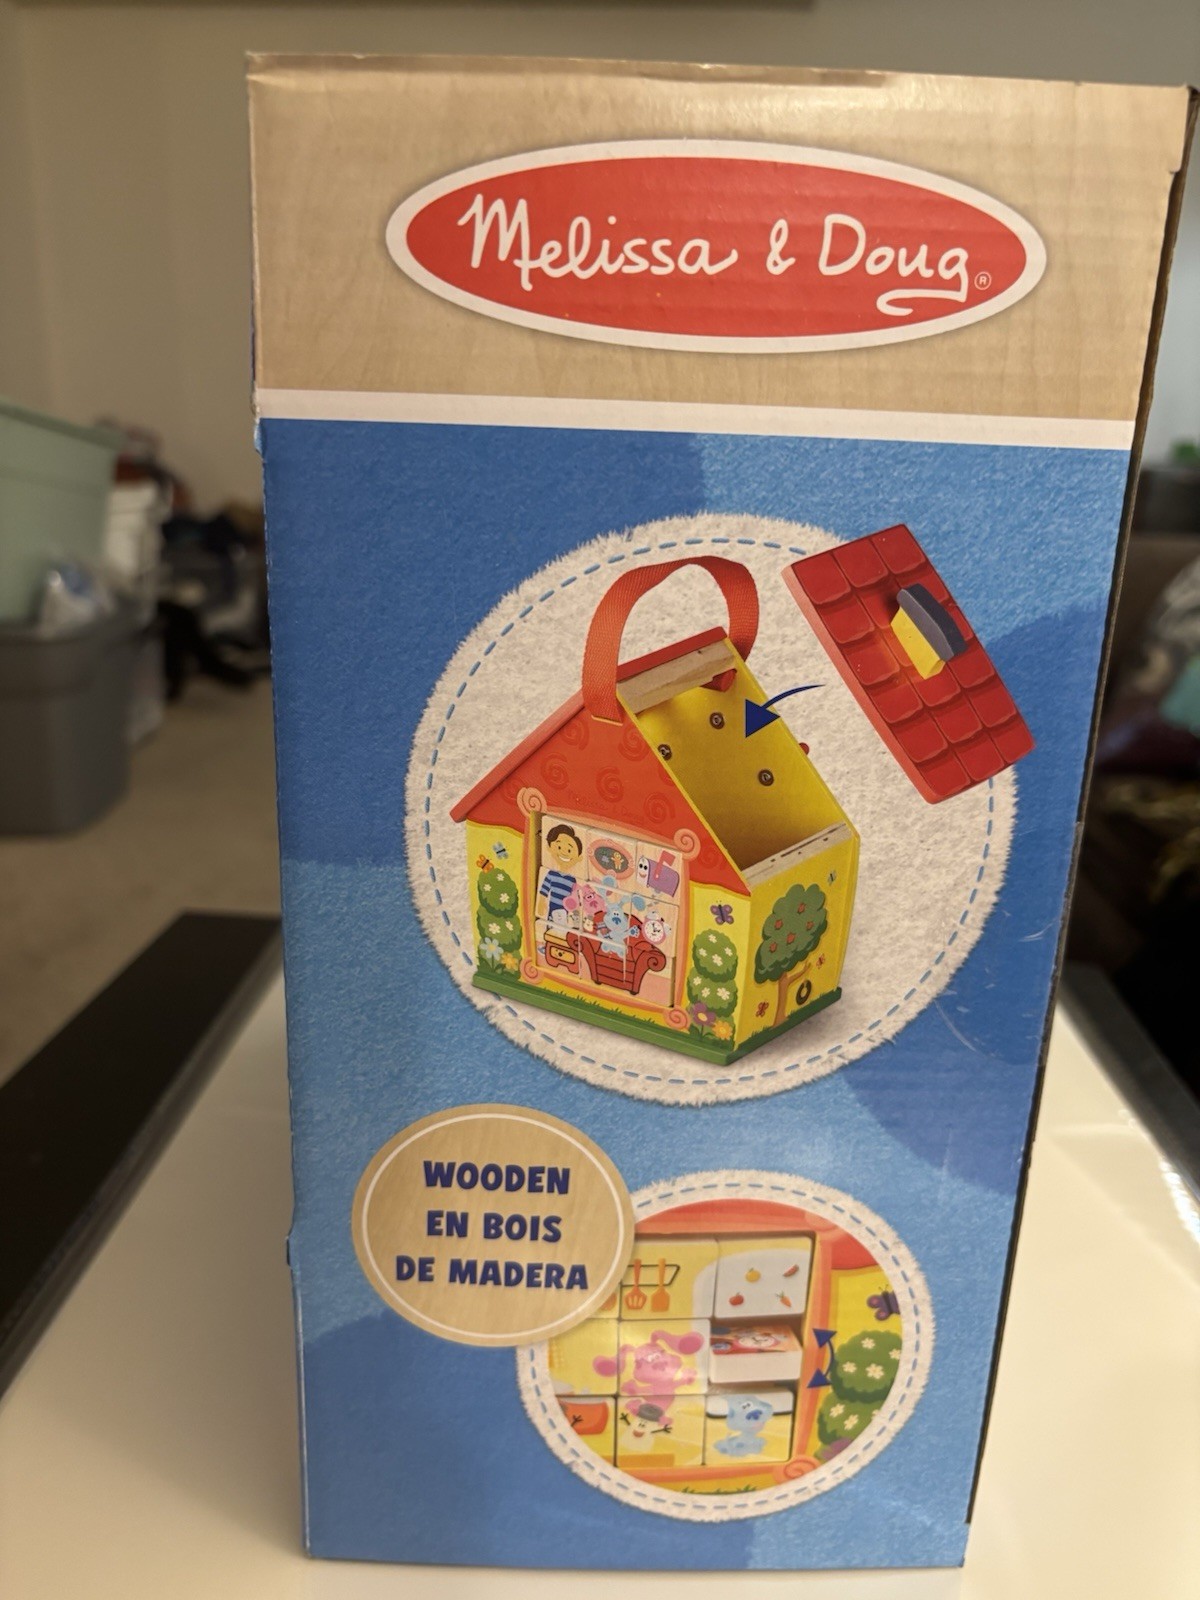 Melissa & Doug®
WOODEN
EN BOIS
DE MADERA